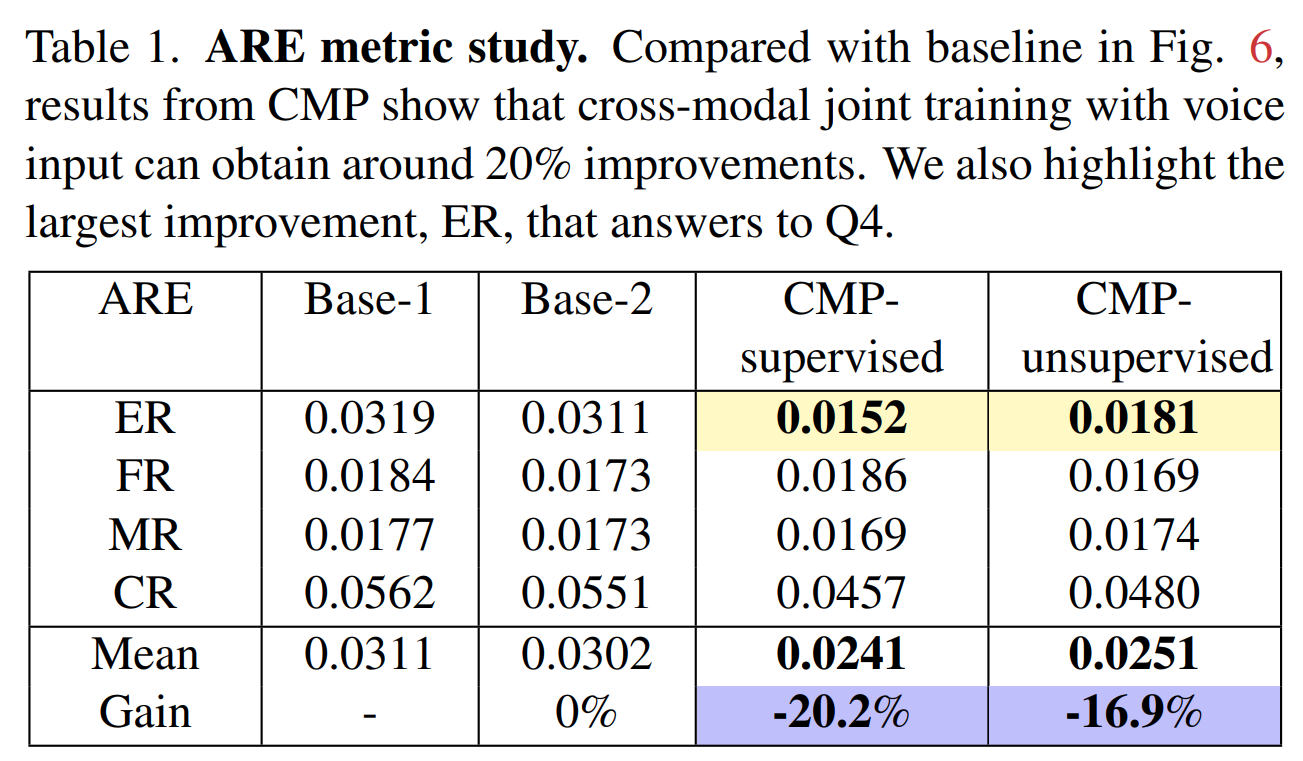 Table 1. ARE metric study. Compared with baseline in Fig. 6,
results from CMP show that cross-modal joint training with voice
input can obtain around 20% improvements. We also highlight the
largest improvement, ER, that answers to Q4.
ARE Base-1 Base-2 CMP-supervised CMP-unsupervised
ER 0.0319 0.0311 0.0152 0.0181
FR 0.0184 0.0173 0.0186 0.0169
MR 0.0177 0.0173 0.0169 0.0174
CR 0.0562 0.0551 0.0457 0.0480
Mean 0.0311 0.0302 0.0241 0.0251
Gain - 0% -20.2% -16.9%